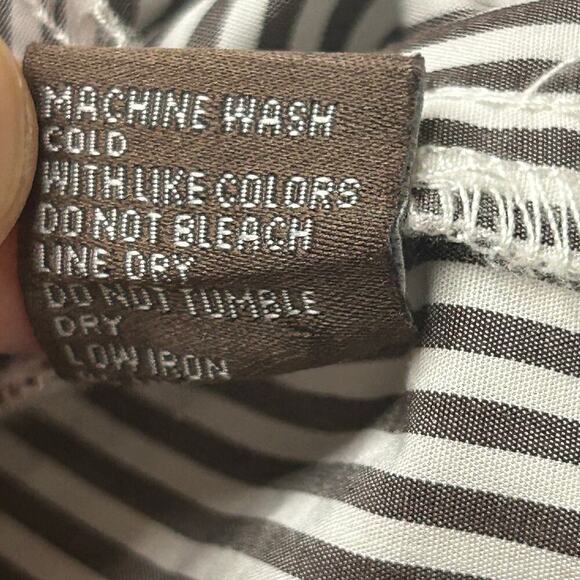 MACHINE WASH
COLD
WITH LIKE COLORS
DO NOT BLEACH
LINE DRY
DO NOT TUMBLE
DRY
LOW IRON